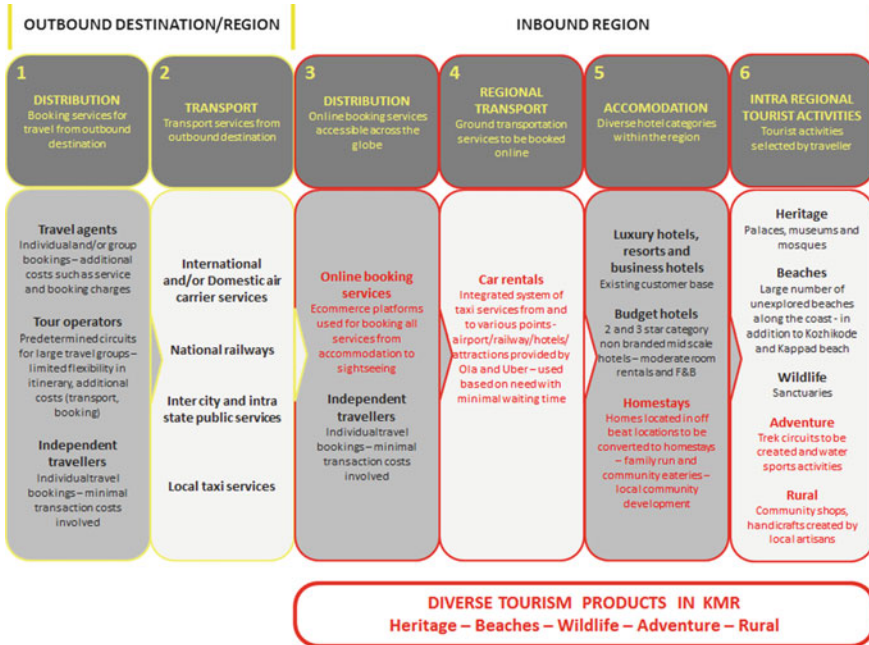 OUTBOUND DESTINATION/REGION
INBOUND REGION
1
DISTRIBUTION
Booking services for
travel from outbound
destination
2
TRANSPORT
Transport services from
outbound destination
3
DISTRIBUTION
Online booking services
accessible across the
globe
4
REGIONAL
TRANSPORT
Ground transportation
services to be booked
online
5
ACCOMODATION
Diverse hotel categories
within the region
6
INTRA REGIONAL
TOURIST ACTIVITIES
Tourist activities
selected by traveller
Travel agents
Individual and/or group
bookings – additional
costs such as service
and booking charges
Tour operators
Predetermined circuits
for large travel groups –
limited flexibility in
itinerary, additional
costs (transport,
booking)
Independent
travellers
Individual travel
bookings – minimal
transaction costs
involved
International
and/or Domestic air
carrier services
National railways
Inter city and intra
state public services
Local taxi services
Online booking
services
Ecommerce platforms
used for booking all
services from
accommodation to
sightseeing
Independent
travellers
Individual travel
bookings – minimal
transaction costs
involved
Car rentals
Integrated system of
taxi services from and
to various points -
airport/railway/hotels/
attractions provided by
Ola and Uber – used
based on need with
minimal waiting time
Luxury hotels,
resorts and
business hotels
Existing customer base
Budget hotels
2 and 3 star category
non branded mid scale
hotels – moderate room
rentals and F&B
Homestays
Homes located in off
beat locations to be
converted to homestays
– family run and
community eateries –
local community
development
Heritage
Palaces, museums and
mosques
Beaches
Large number of
unexplored beaches
along the coast - in
addition to Kozhikode
and Kappad beach
Wildlife
Sanctuaries
Adventure
Trek circuits to be
created and water
sports activities
Rural
Community shops,
handicrafts created by
local artisans
DIVERSE TOURISM PRODUCTS IN KMR
Heritage – Beaches – Wildlife – Adventure – Rural